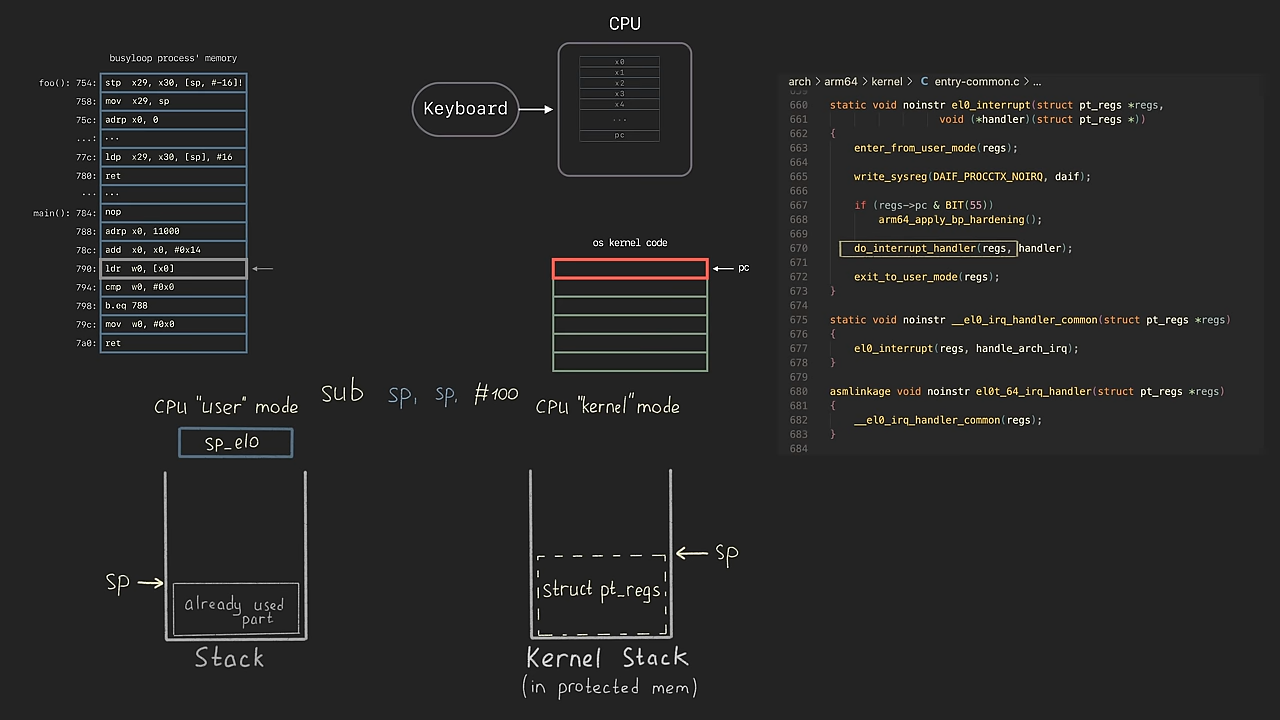 CPU
busyloop process' memory
foo(): 754: stp x29, x30, [sp, #-16]!
758: mov x29, sp
75c: adrp x0, 0
...: ...
77c: ldp x29, x30, [sp], #16
780: ret
... ...
main(): 784: nop
788: adrp x0, 11000
78c: add x0, x0, #0x14
790: ldr w0, [x0]
794: cmp w0, #0x0
798: b.eq 788
79c: mov w0, #0x0
7a0: ret
Keyboard
x0
x1
x2
x3
x4
...
pc
os kernel code
pc
arch > arm64 > kernel > C entry-common.c > ...
659
660 static void noinstr el0_interrupt(struct pt_regs *regs,
661 void (*handler)(struct pt_regs *))
662 {
663 enter_from_user_mode(regs);
664
665 write_sysreg(DAIF_PROCCTX_NOIRQ, daif);
666
667 if (regs->pc & BIT(55))
668 arm64_apply_bp_hardening();
669
670 do_interrupt_handler(regs, handler);
671
672 exit_to_user_mode(regs);
673 }
674
675 static void noinstr __el0_irq_handler_common(struct pt_regs *regs)
676 {
677 el0_interrupt(regs, handle_arch_irq);
678 }
679
680 asmlinkage void noinstr el0t_64_irq_handler(struct pt_regs *regs)
681 {
682 __el0_irq_handler_common(regs);
683 }
684
CPU "user" mode
sub sp, sp, #100
CPU "kernel" mode
sp_el0
sp
already used
part
Stack
sp
Struct pt_regs
Kernel Stack
(in protected mem)